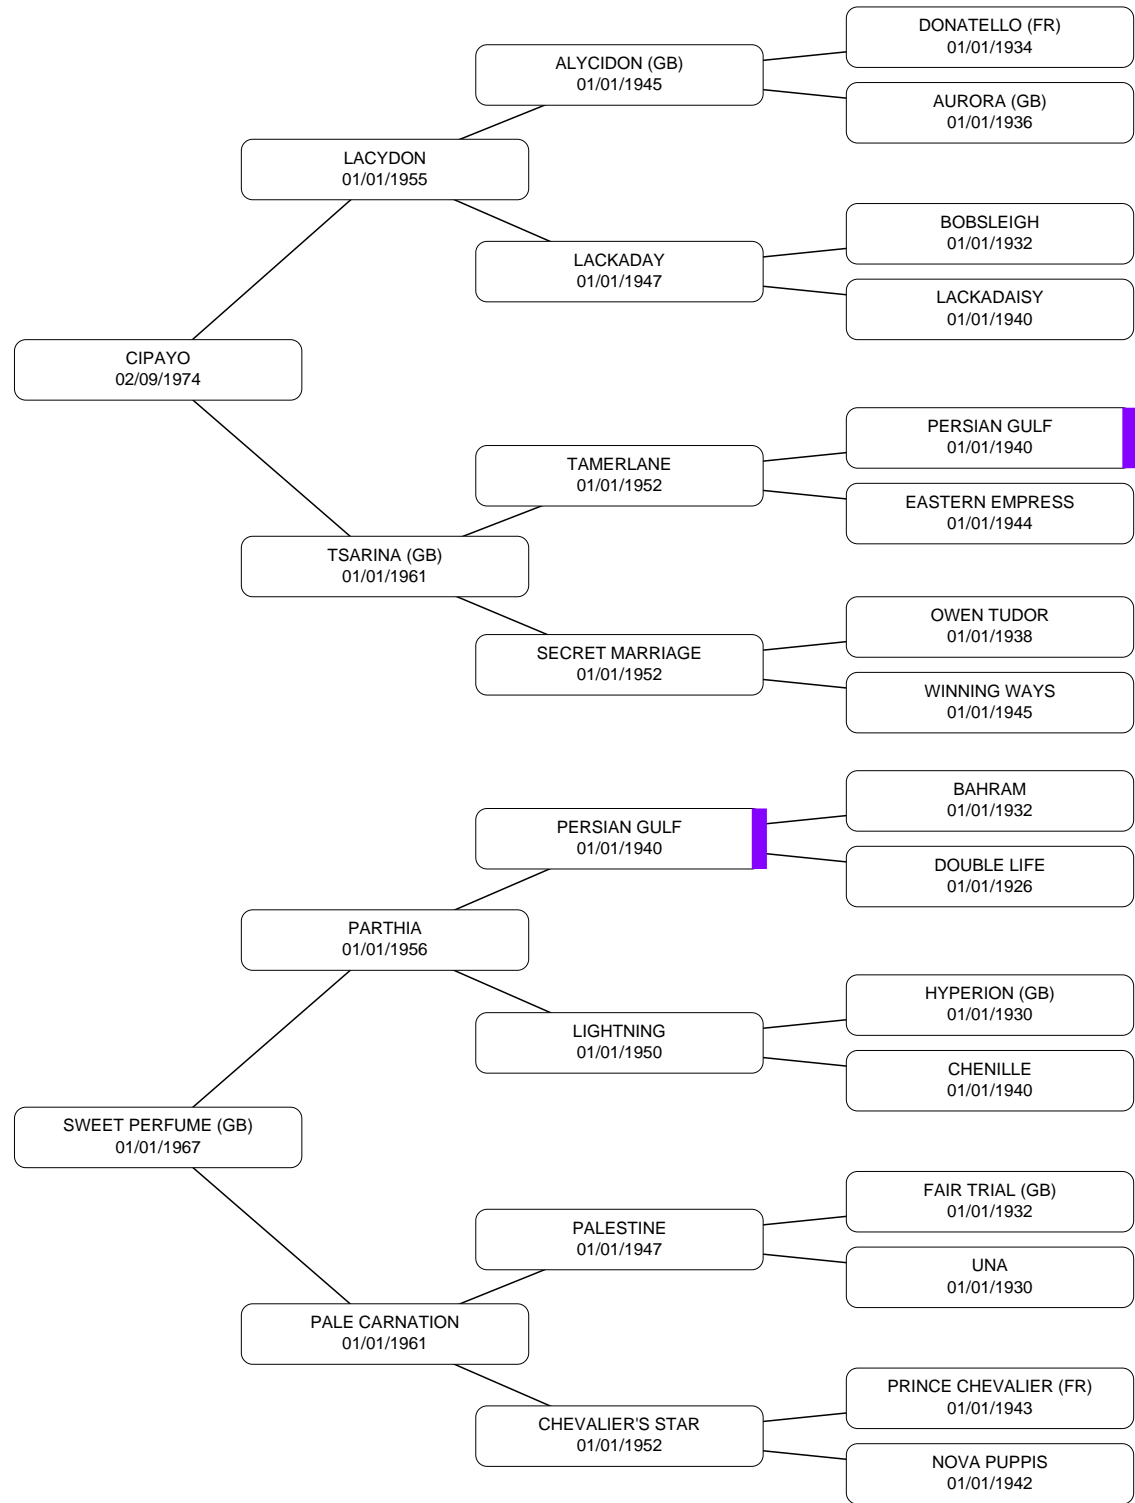 DONATELLO (FR)
01/01/1934
ALYCIDON (GB)
01/01/1945
AURORA (GB)
01/01/1936
LACYDON
01/01/1955
BOBSLEIGH
01/01/1932
LACKADAY
01/01/1947
LACKADAISY
01/01/1940
CIPAYO
02/09/1974
PERSIAN GULF
01/01/1940
TAMERLANE
01/01/1952
EASTERN EMPRESS
01/01/1944
TSARINA (GB)
01/01/1961
OWEN TUDOR
01/01/1938
SECRET MARRIAGE
01/01/1952
WINNING WAYS
01/01/1945
BAHRAM
01/01/1932
PERSIAN GULF
01/01/1940
DOUBLE LIFE
01/01/1926
PARTHIA
01/01/1956
HYPERION (GB)
01/01/1930
LIGHTNING
01/01/1950
CHENILLE
01/01/1940
SWEET PERFUME (GB)
01/01/1967
FAIR TRIAL (GB)
01/01/1932
PALESTINE
01/01/1947
UNA
01/01/1930
PALE CARNATION
01/01/1961
PRINCE CHEVALIER (FR)
01/01/1943
CHEVALIER'S STAR
01/01/1952
NOVA PUPPIS
01/01/1942